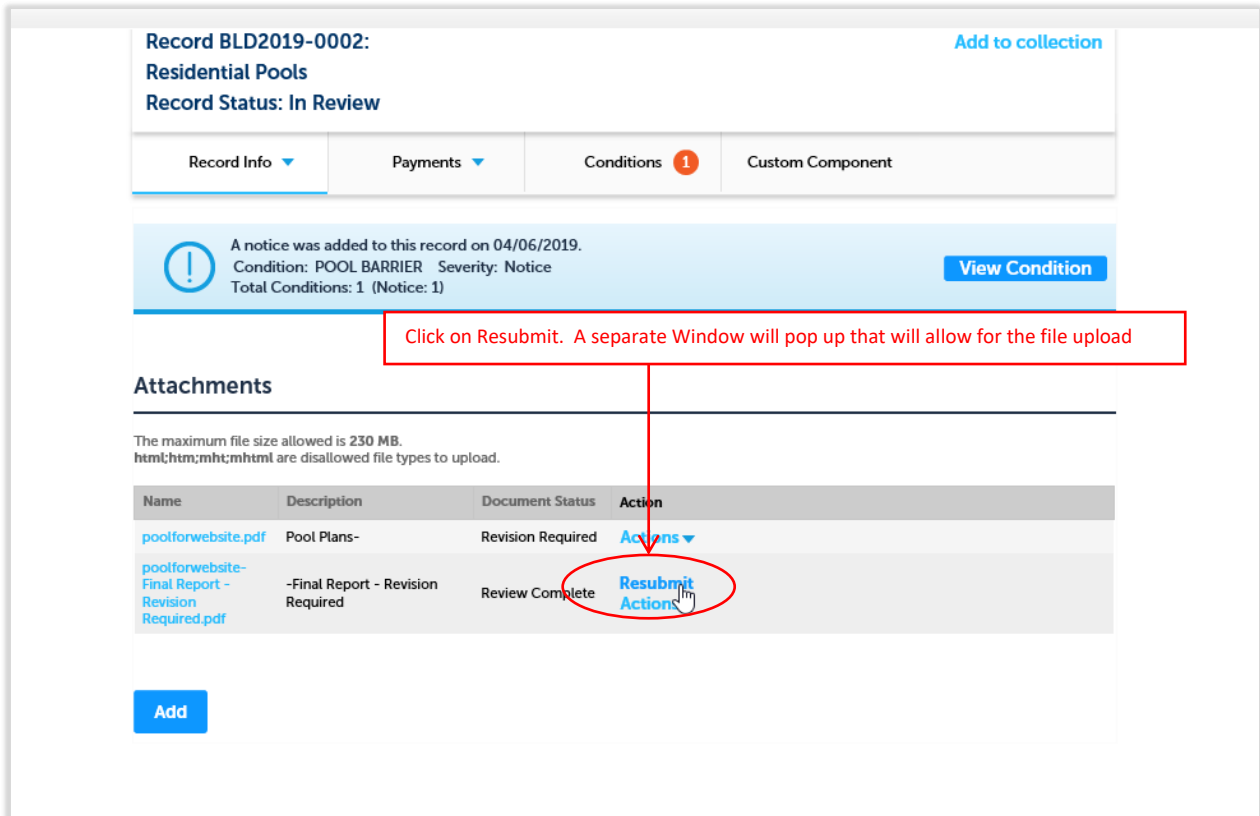 Record BLD2019-0002:
Add to collection
Residential Pools
Record Status: In Review
Record Info Payments Conditions 1 Custom Component
A notice was added to this record on 04/06/2019.
Condition: POOL BARRIER Severity: Notice
Total Conditions: 1 (Notice: 1)
View Condition
Click on Resubmit. A separate Window will pop up that will allow for the file upload
Attachments
The maximum file size allowed is 230 MB.
html;htm;mht;mhtml are disallowed file types to upload.
Name Description Document Status Action
poolforwebsite.pdf Pool Plans- Revision Required Actions
poolforwebsite-
Final Report -
Revision
Required.pdf
-Final Report - Revision
Required
Review Complete
Resubmit
Actions
Add